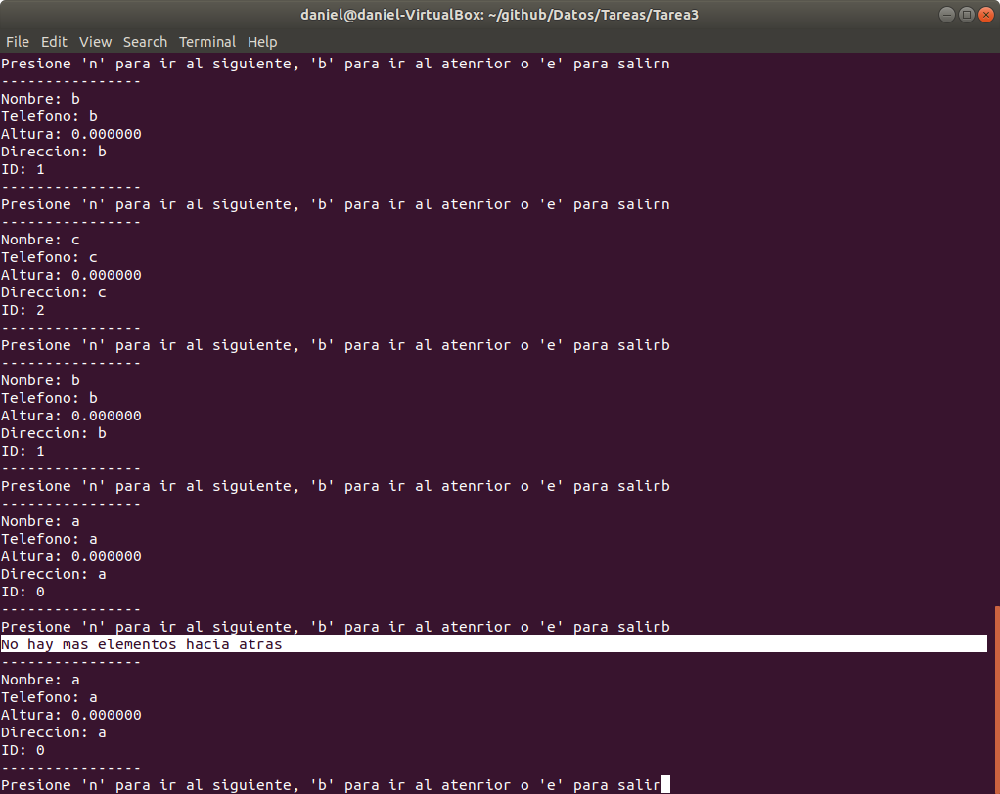 daniel@daniel-VirtualBox: ~/github/Datos/Tareas/Tarea3
File Edit View Search Terminal Help
Presione 'n' para ir al siguiente, 'b' para ir al atenrior o 'e' para salirn
----------------
Nombre: b
Telefono: b
Altura: 0.000000
Direccion: b
ID: 1
----------------
Presione 'n' para ir al siguiente, 'b' para ir al atenrior o 'e' para salirn
----------------
Nombre: c
Telefono: c
Altura: 0.000000
Direccion: c
ID: 2
----------------
Presione 'n' para ir al siguiente, 'b' para ir al atenrior o 'e' para salirb
----------------
Nombre: b
Telefono: b
Altura: 0.000000
Direccion: b
ID: 1
----------------
Presione 'n' para ir al siguiente, 'b' para ir al atenrior o 'e' para salirb
----------------
Nombre: a
Telefono: a
Altura: 0.000000
Direccion: a
ID: 0
----------------
Presione 'n' para ir al siguiente, 'b' para ir al atenrior o 'e' para salirb
No hay mas elementos hacia atras
----------------
Nombre: a
Telefono: a
Altura: 0.000000
Direccion: a
ID: 0
----------------
Presione 'n' para ir al siguiente, 'b' para ir al atenrior o 'e' para salir